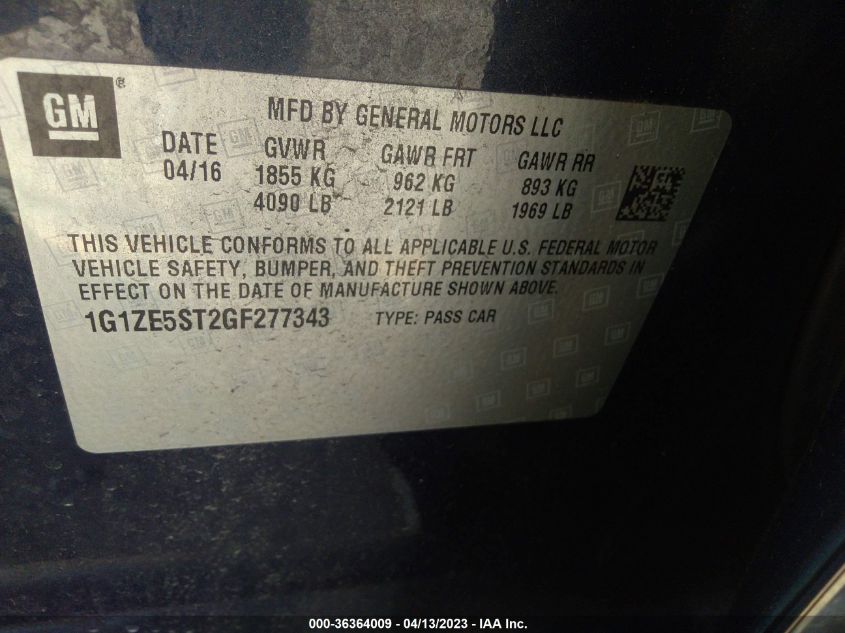 GM ®
MFD BY GENERAL MOTORS LLC
DATE GVWR GAWR FRT GAWR RR
04/16 1855 KG 962 KG 893 KG
4090 LB 2121 LB 1969 LB
THIS VEHICLE CONFORMS TO ALL APPLICABLE U.S. FEDERAL MOTOR
VEHICLE SAFETY, BUMPER, AND THEFT PREVENTION STANDARDS IN
EFFECT ON THE DATE OF MANUFACTURE SHOWN ABOVE.
1G1ZE5ST2GF277343 TYPE: PASS CAR
000-36364009 - 04/13/2023 - IAA Inc.